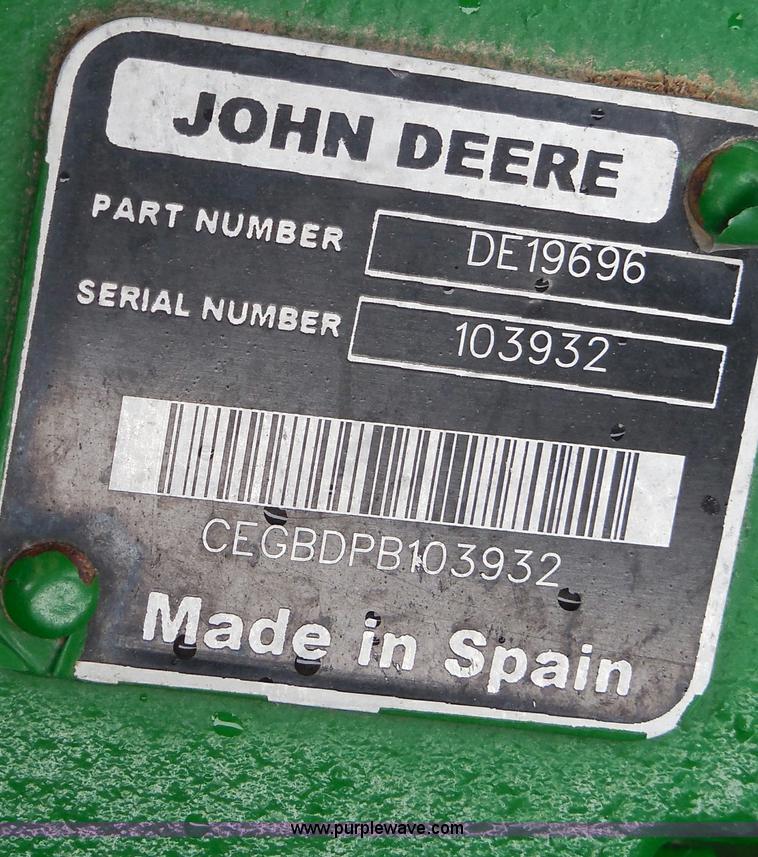 JOHN DEERE
PART NUMBER DE19696
SERIAL NUMBER 103932
CEGBDPB103932
Made in Spain
www.purplewave.com